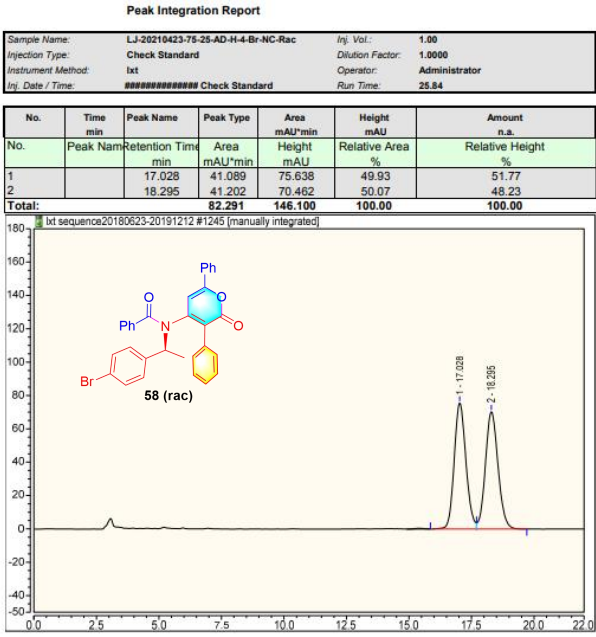 Peak Integration Report
Sample Name: LJ-20210423-75-25-AD-H-4-Br-NC-Rac Inj. Vol.: 1.00
Injection Type: Check Standard Dilution Factor: 1.0000
Instrument Method: lxt Operator: Administrator
Inj. Date / Time: ############## Check Standard Run Time: 25.84
No. Time Peak Name Peak Type Area Height Amount
min mAU*min mAU n.a.
No. Peak Nam Retention Time Area Height Relative Area Relative Height
min mAU*min mAU % %
1 17.028 41.089 75.638 49.93 51.77
2 18.295 41.202 70.462 50.07 48.23
Total: 82.291 146.100 100.00 100.00
lxt sequence20180623-20191212 #1245 [manually integrated]
180
160
140
120
100
80
60
40
20
0
-20
-40
-50
Ph
O
O
Ph
N
O
Br
58 (rac)
1 - 17.028
2 - 18.295
0.0 2.5 5.0 7.5 10.0 12.5 15.0 17.5 20.0 22.0